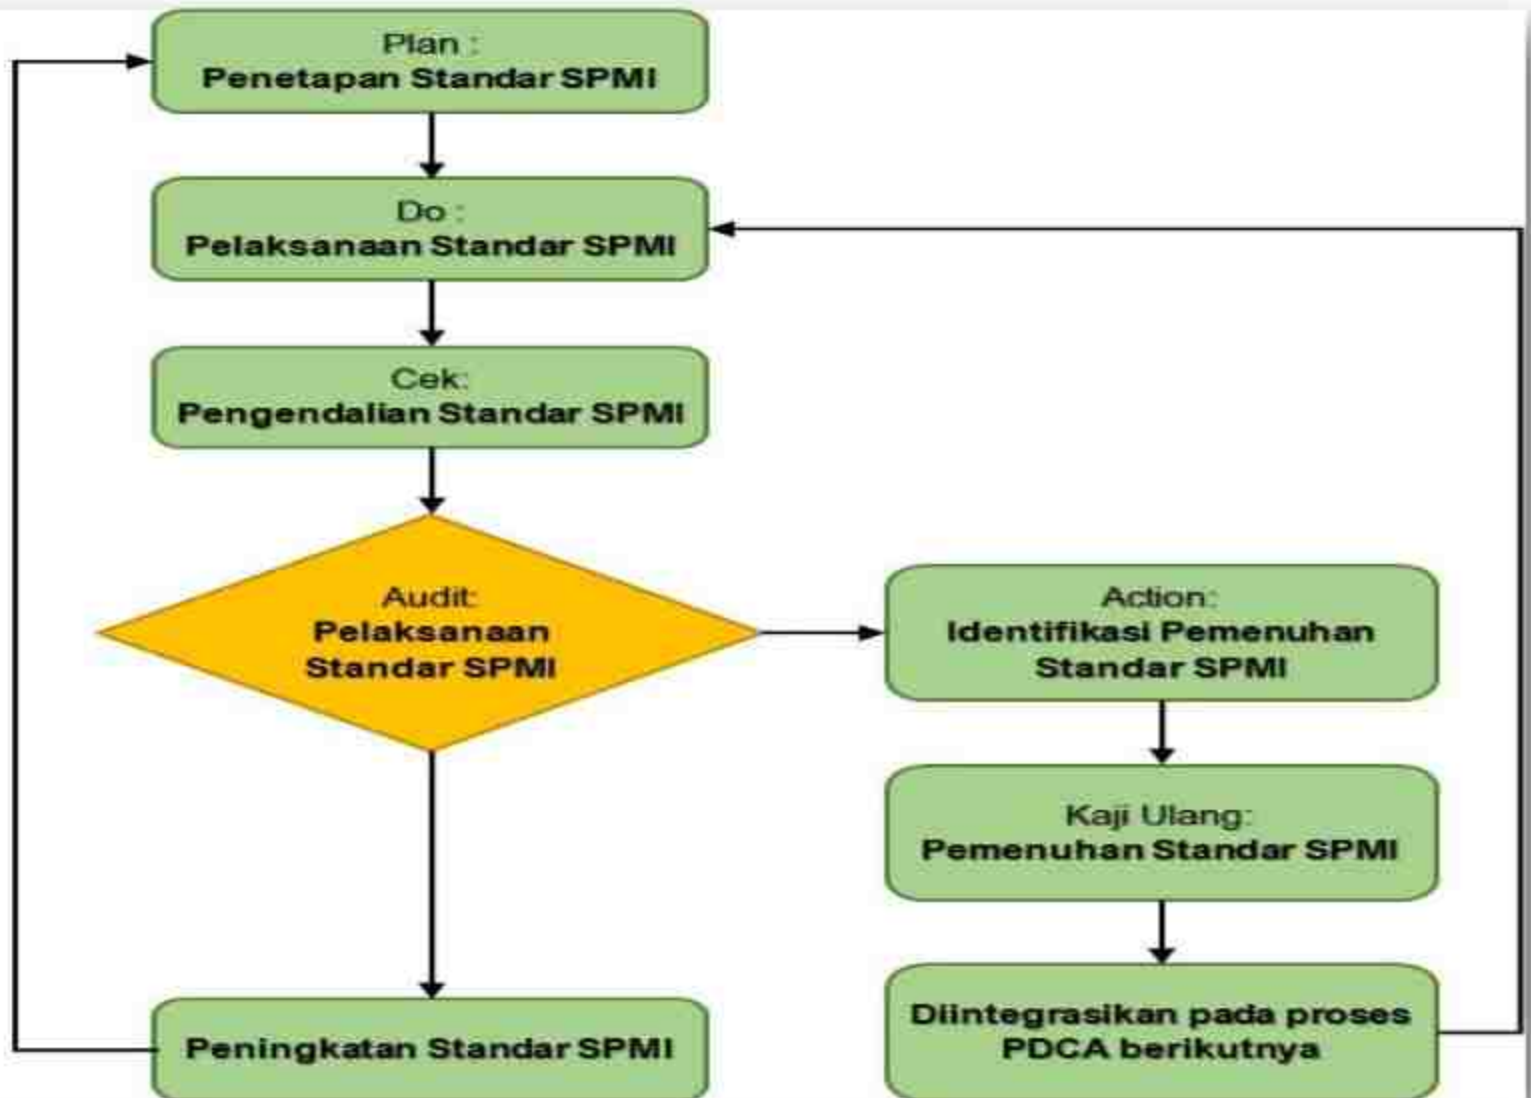 Plan :
Penetapan Standar SPMI
Do :
Pelaksanaan Standar SPMI
Cek:
Pengendalian Standar SPMI
Audit:
Pelaksanaan
Standar SPMI
Action:
Identifikasi Pemenuhan
Standar SPMI
Kaji Ulang:
Pemenuhan Standar SPMI
Diintegrasikan pada proses
PDCA berikutnya
Peningkatan Standar SPMI